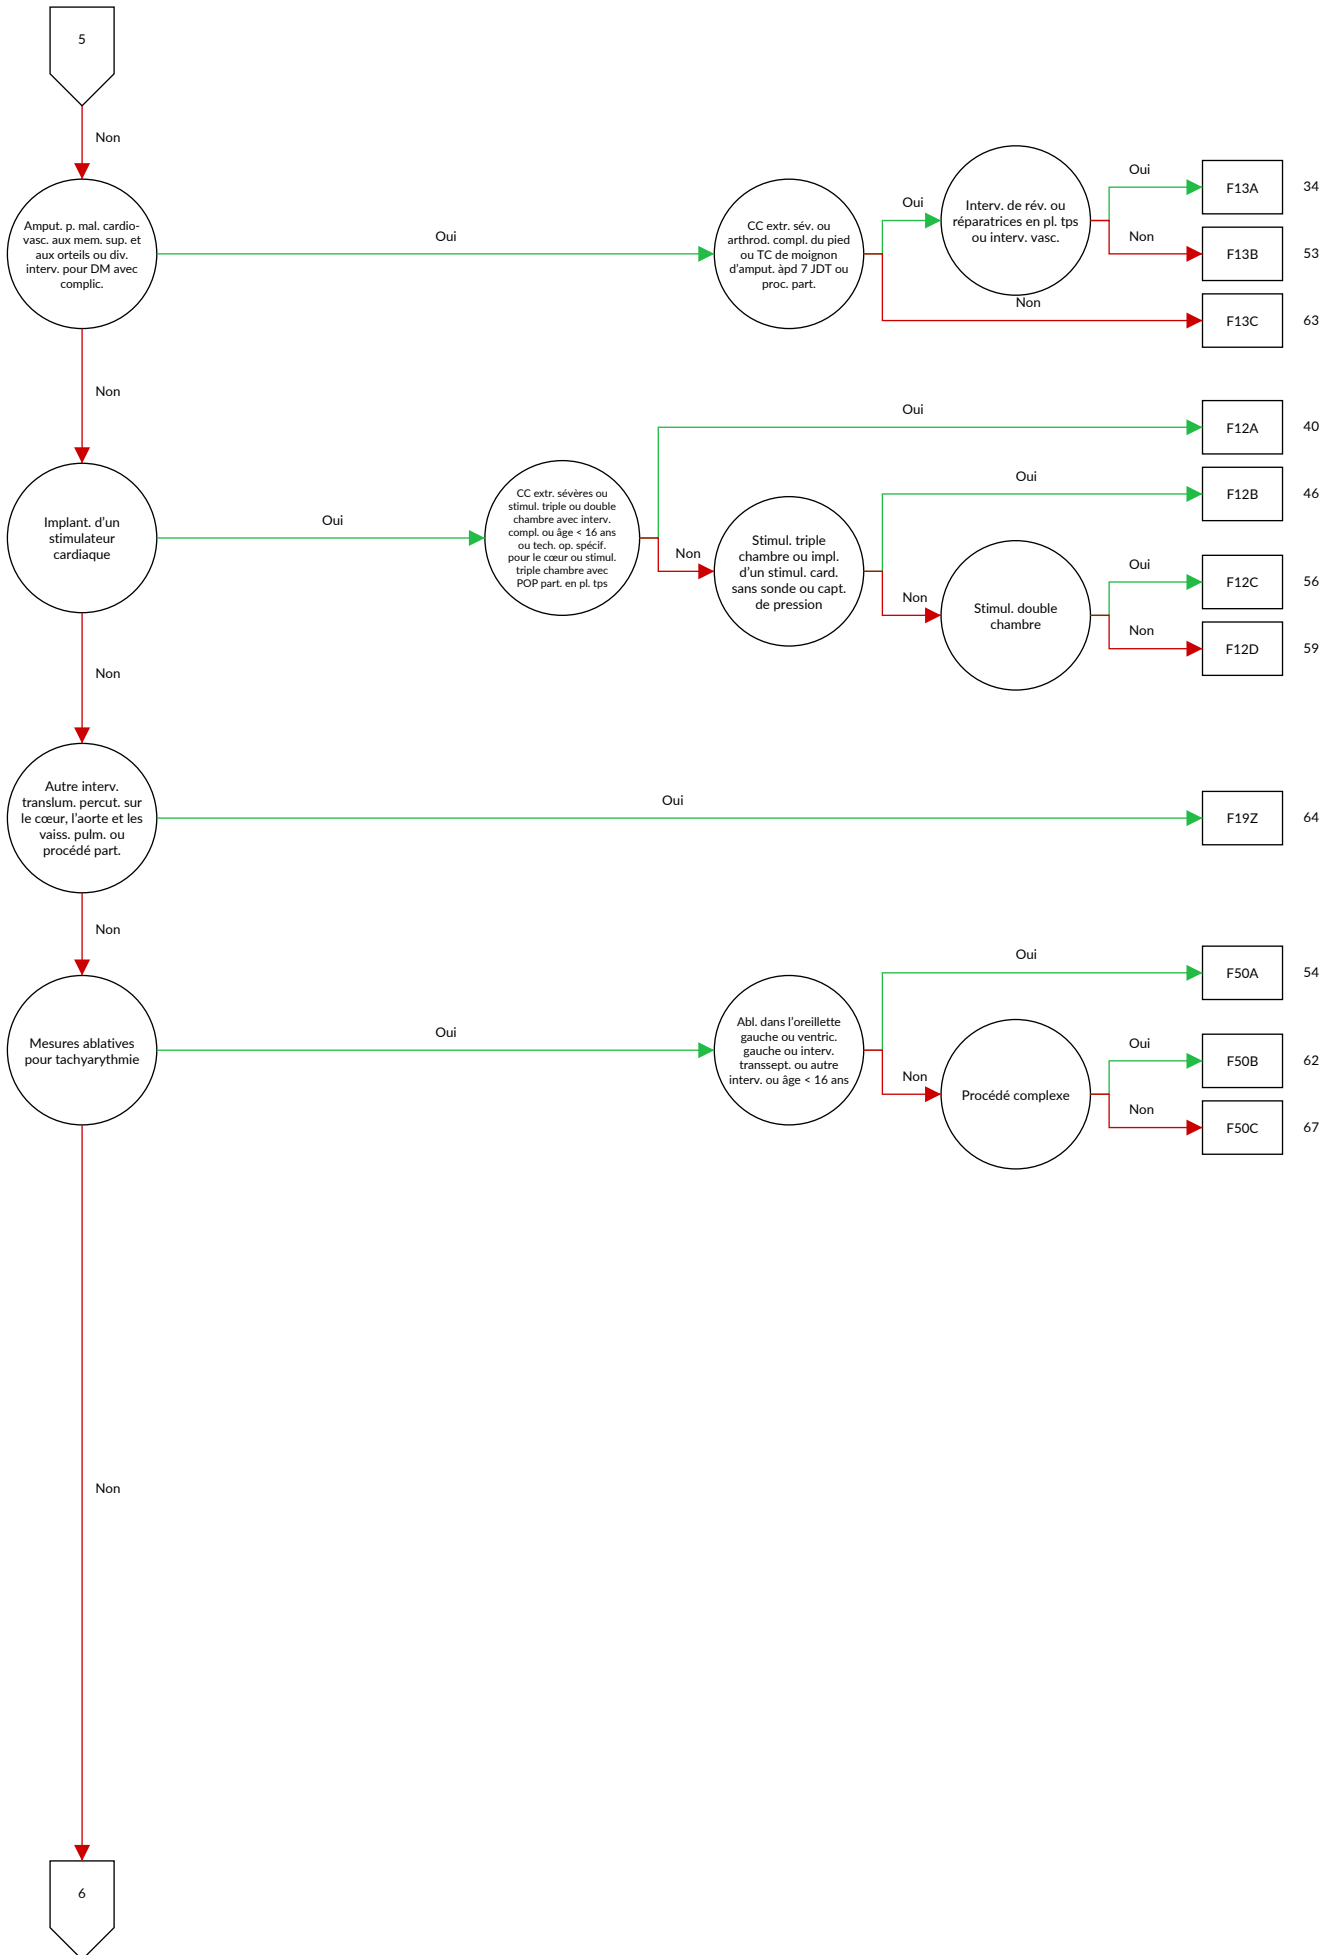 5
Non
Amput. p. mal. cardio-
vasc. aux mem. sup. et
aux orteils ou div.
interv. pour DM avec
complic.
Oui
CC extr. sév. ou
arthrod. compl. du pied
ou TC de moignon
d'amput. àpd 7 JDT ou
proc. part.
Oui
Interv. de rév. ou
réparatrices en pl. tps
ou interv. vasc.
Oui
F13A 34
Non
F13B 53
Non
F13C 63
Non
Implant. d'un
stimulateur
cardiaque
Oui
CC extr. sévères ou
stimul. triple ou double
chambre avec interv.
compl. ou âge < 16 ans
ou tech. op. spécif.
pour le cœur ou stimul.
triple chambre avec
POP part. en pl. tps
Oui
F12A 40
Non
Stimul. triple
chambre ou impl.
d'un stimul. card.
sans sonde ou capt.
de pression
Oui
F12B 46
Non
Stimul. double
chambre
Oui
F12C 56
Non
F12D 59
Non
Autre interv.
translum. percut. sur
le cœur, l'aorte et les
vaiss. pulm. ou
procédé part.
Oui
F19Z 64
Non
Mesures ablatives
pour tachyarythmie
Oui
Abl. dans l'oreillette
gauche ou ventric.
gauche ou interv.
transsept. ou autre
interv. ou âge < 16 ans
Oui
F50A 54
Non
Procédé complexe
Oui
F50B 62
Non
F50C 67
Non
6